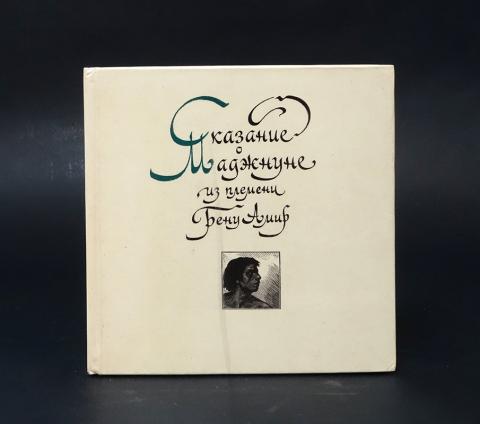 Сказание
о
Маджнуне
из племени
Бену Амир